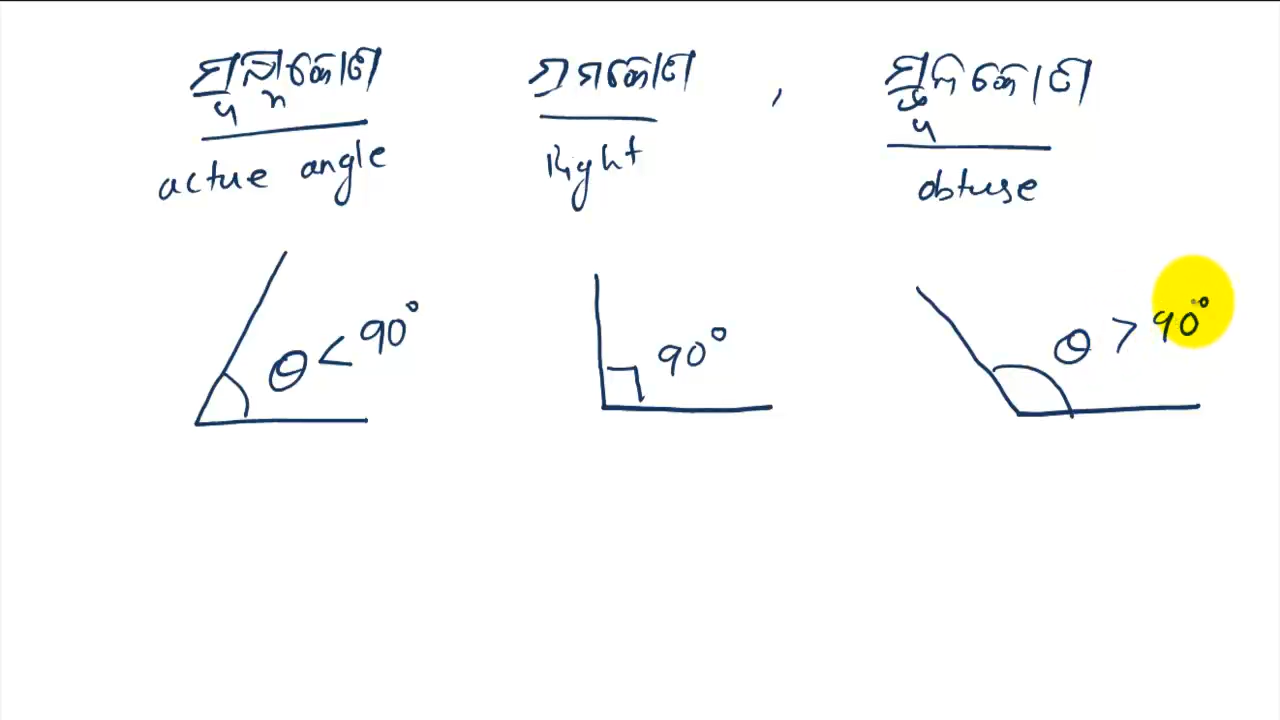 ସୂକ୍ଷ୍ମକୋଣ ସମକୋଣ , ସ୍ଥୂଳକୋଣ
actue angle Right obtuse
θ < 90° 90° θ > 90°